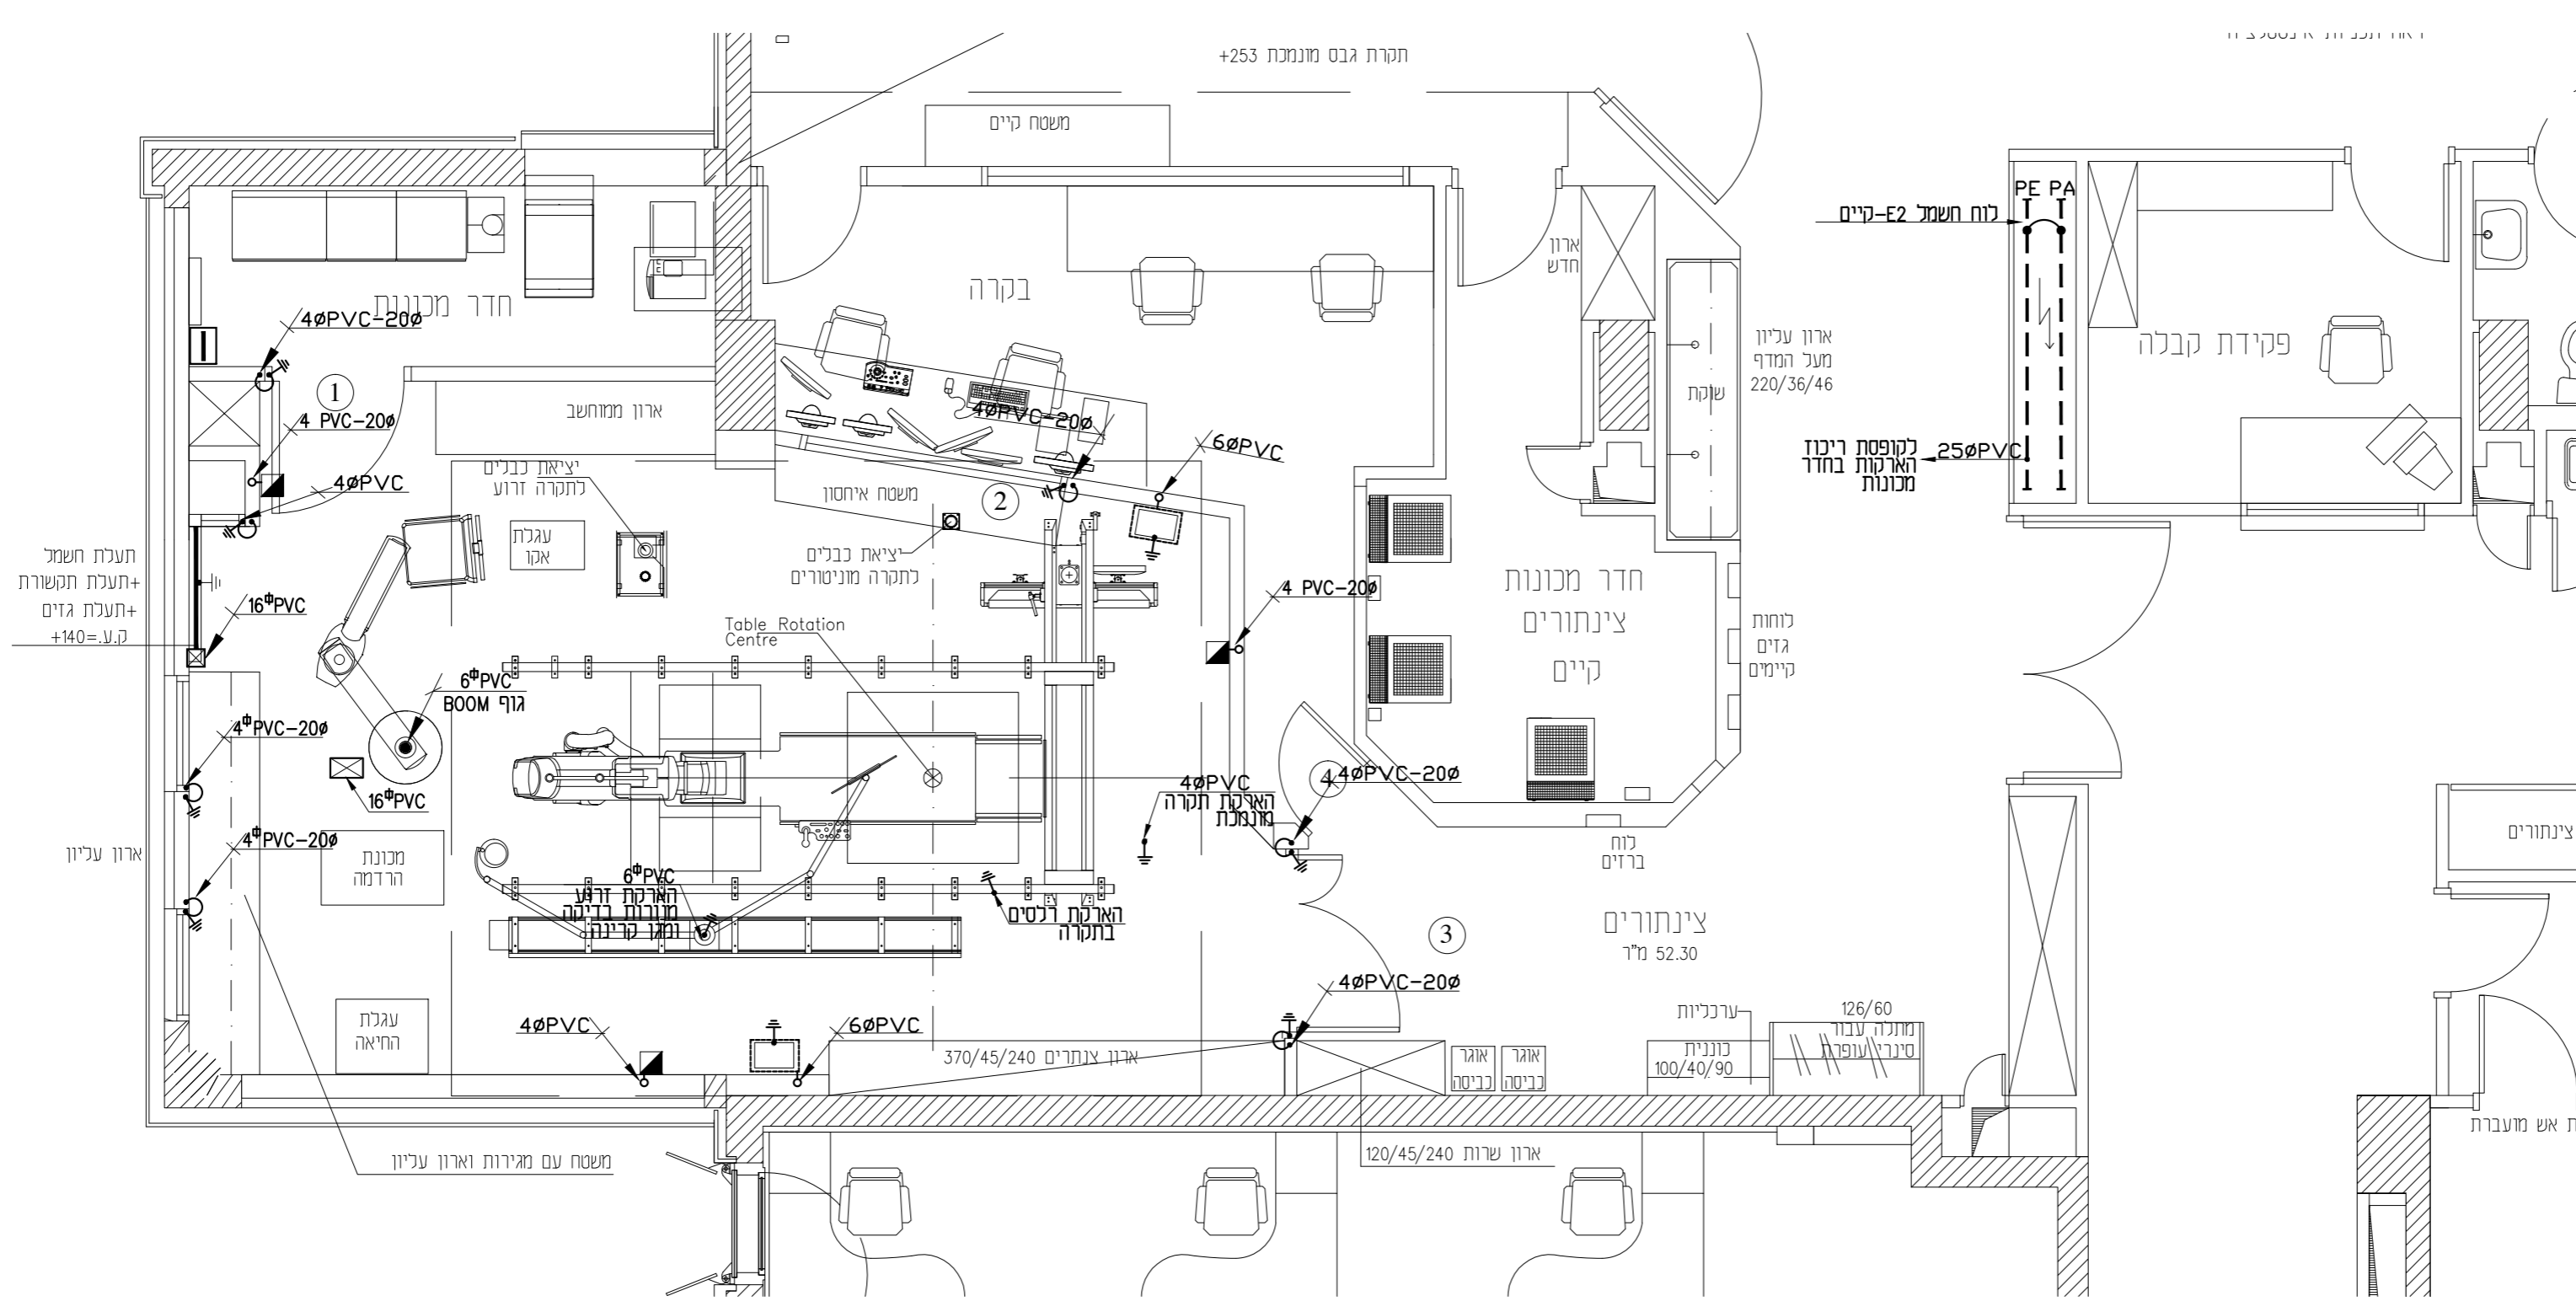 תקרת גבס מונמכת 253+
משטח קיים
PE PA
לוח חשמל E2-קיים
ארון
חדש
בקרה
חדר מכונות
4øPVC-20ø
ארון עליון
מעל המדף
220/36/46
פקידת קבלה
1
שוקת
ארון ממוחשב
4 PVC-20ø
4øPVC-20ø
6øPVC
25øPVC
לקופסת ריכוז
הארקות בחדר
מכונות
יציאת כבלים
לתקרה זרוע
4øPVC
משטח איחסון
2
עגלת
אקו
יציאת כבלים
לתקרה מוניטורים
תעלת חשמל
+תעלת תקשורת
+תעלת גזים
ק.ע.=140+
חדר מכונות
צינתורים
קיים
4 PVC-20ø
16ΦPVC
Table Rotation
Centre
לוחות
גזים
קיימים
6ΦPVC
גוף BOOM
4ΦPVC-20ø
4
4øPVC-20ø
4øPVC
הארקת תקרה
מונמכת
16ΦPVC
4ΦPVC-20ø
ארון עליון
מכונת
הרדמה
לוח
ברזים
צינתורים
6ΦPVC
הארקת זרוע
מנורות בדיקה
ומגן קרינה
הארקת רלסים
בתקרה
3
צינתורים
52.30 מ"ר
4øPVC-20ø
עגלת
החיאה
4øPVC
6øPVC
ערכליות
126/60
מתלה עבור
סינרי עופרת
ארון צנתרים 370/45/240
אוגר
כביסה
אוגר
כביסה
כוננית
100/40/90
ת אש מועברת
משטח עם מגירות וארון עליון
ארון שרות 120/45/240